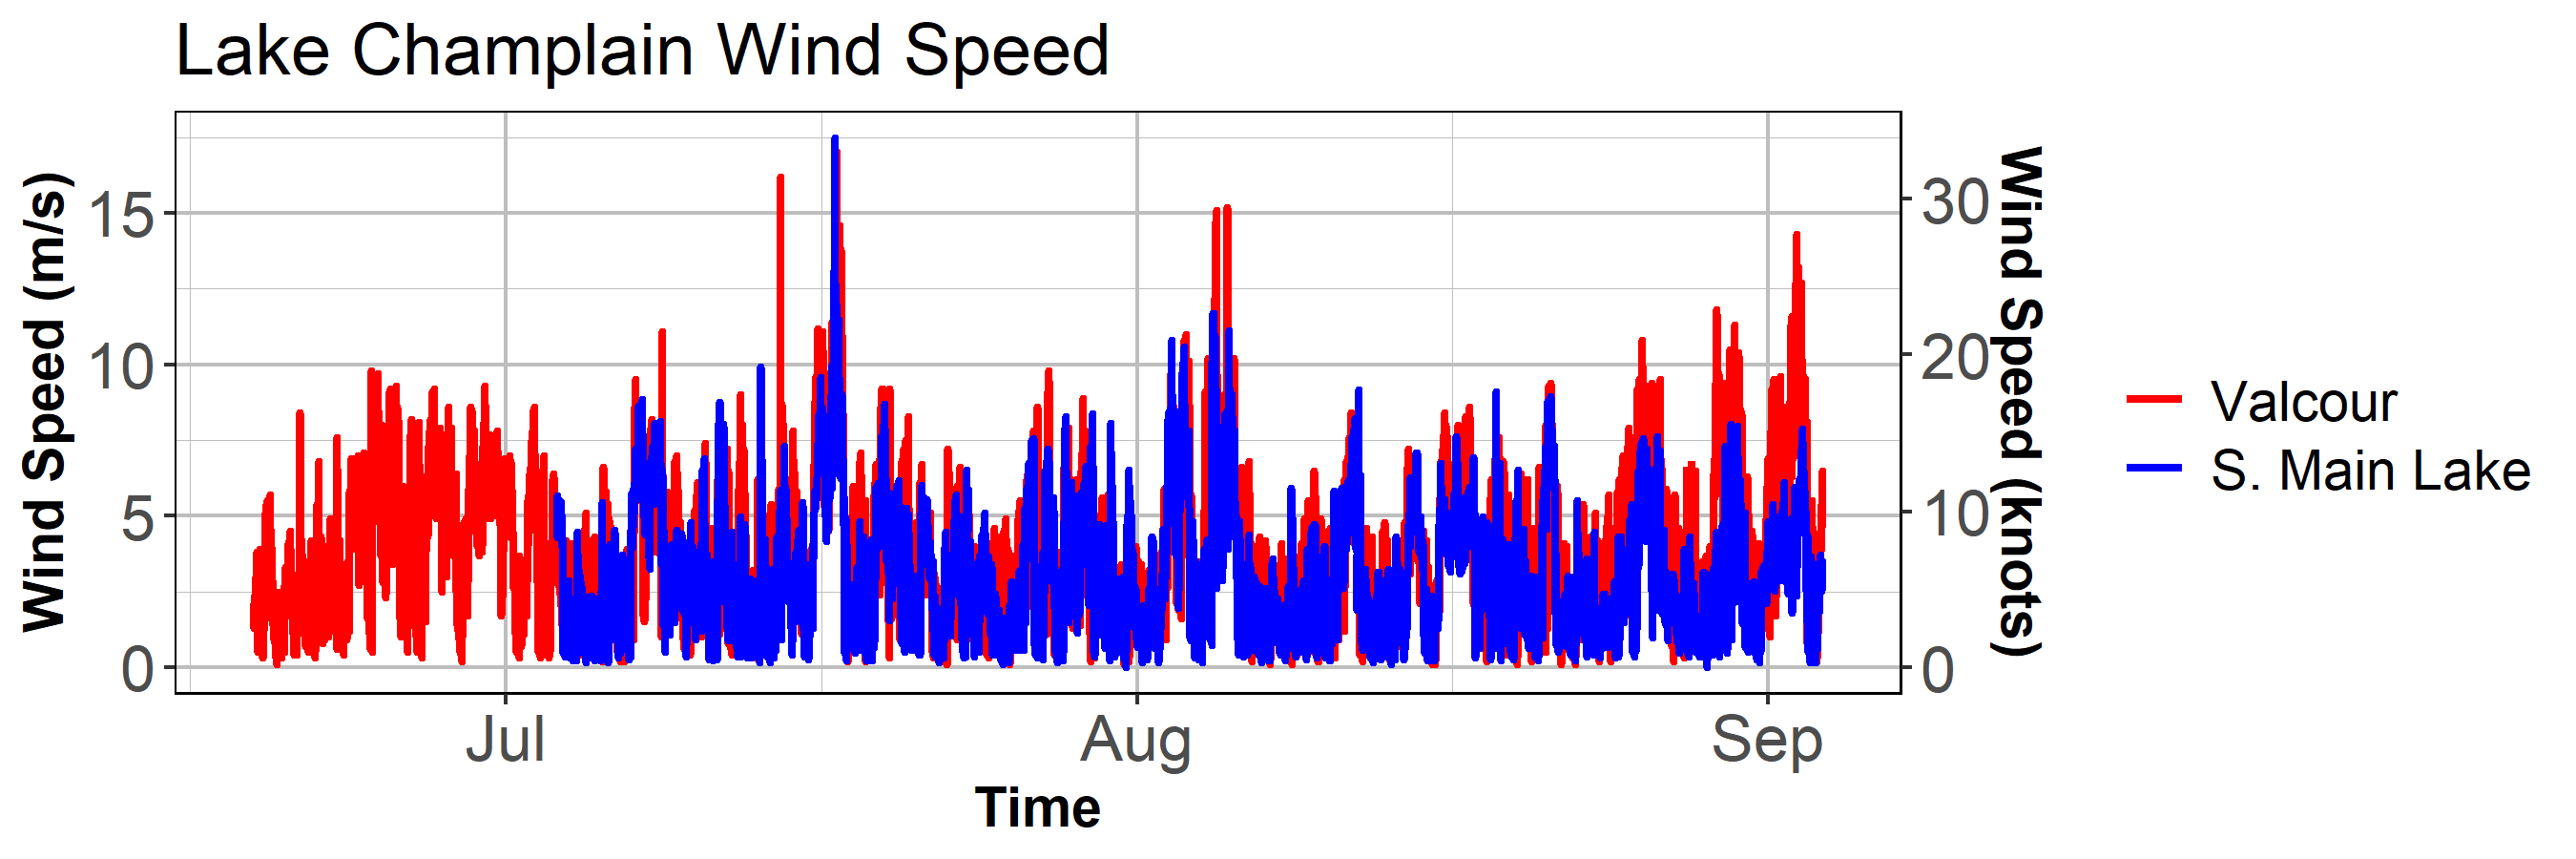 Lake Champlain Wind Speed
Wind Speed (m/s)
15
10
5
0
30
20
10
0
Wind Speed (knots)
Jul
Aug
Sep
Time
Valcour
S. Main Lake